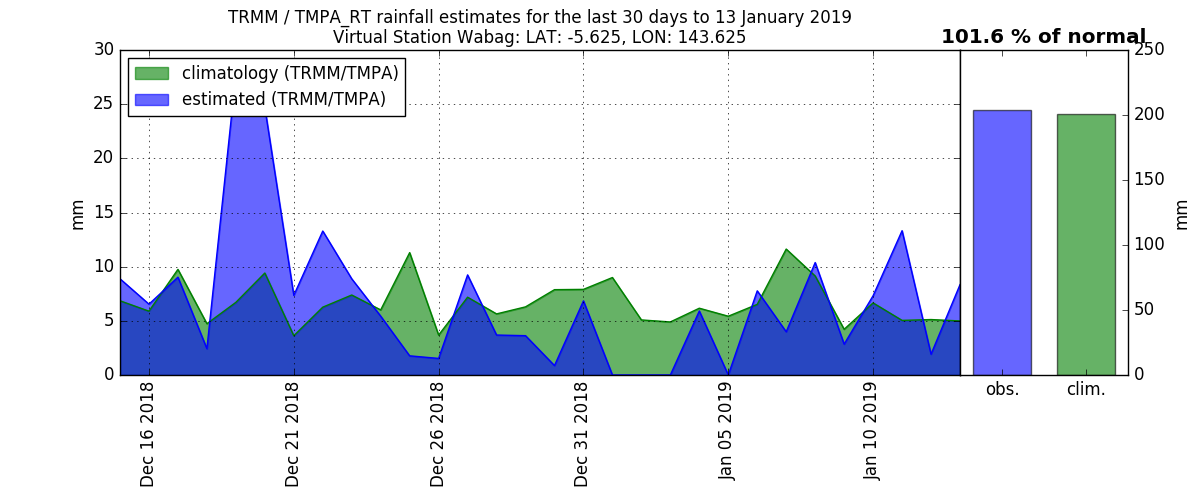 TRMM / TMPA_RT rainfall estimates for the last 30 days to 13 January 2019
Virtual Station Wabag: LAT: -5.625, LON: 143.625
101.6 % of normal
climatology (TRMM/TMPA)
estimated (TRMM/TMPA)
30
25
20
15
10
5
0
mm
Dec 16 2018
Dec 21 2018
Dec 26 2018
Dec 31 2018
Jan 05 2019
Jan 10 2019
obs.
clim.
250
200
150
100
50
0
mm